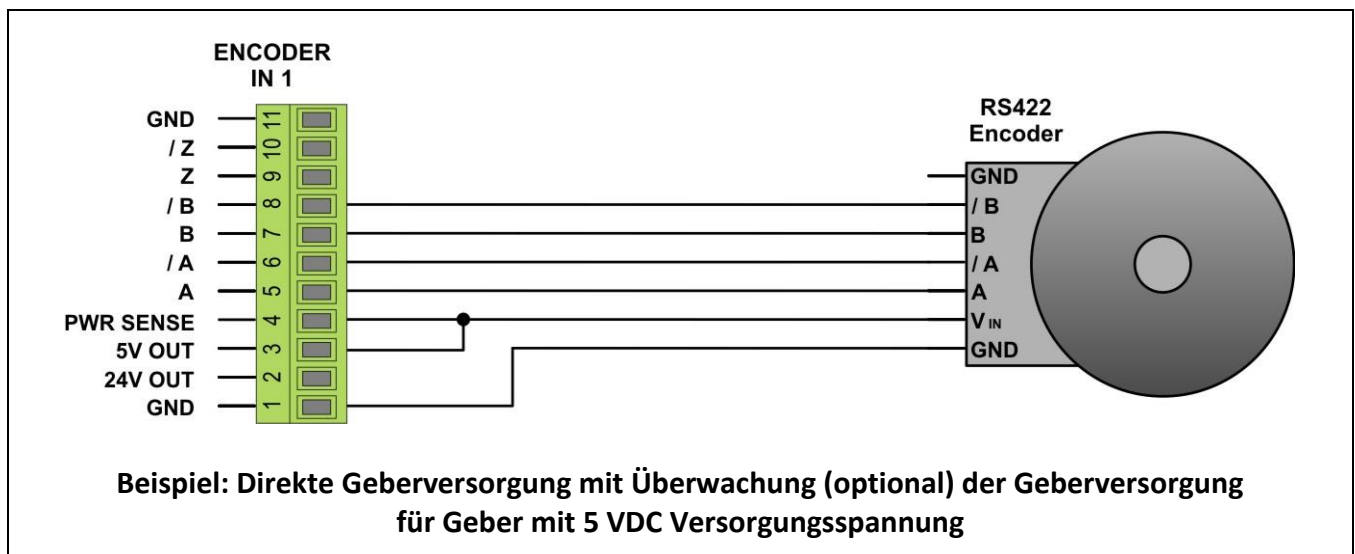 ENCODER
IN 1
GND 11
/ Z 10
Z 9
/ B 8
B 7
/ A 6
A 5
PWR SENSE 4
5V OUT 3
24V OUT 2
GND 1
RS422
Encoder
GND
/ B
B
/ A
A
VIN
GND
Beispiel: Direkte Geberversorgung mit Überwachung (optional) der Geberversorgung
für Geber mit 5 VDC Versorgungsspannung